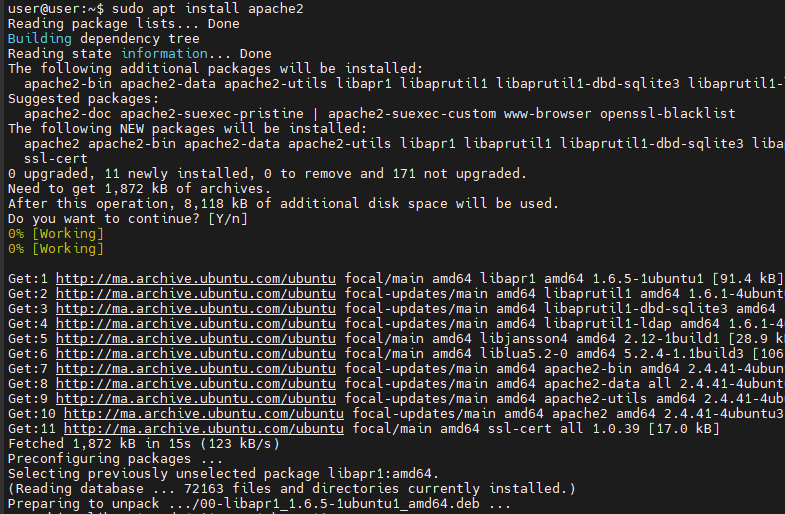 user@user:~$ sudo apt install apache2
Reading package lists... Done
Building dependency tree
Reading state information... Done
The following additional packages will be installed:
  apache2-bin apache2-data apache2-utils libapr1 libaprutil1 libaprutil1-dbd-sqlite3 libaprutil1-
Suggested packages:
  apache2-doc apache2-suexec-pristine | apache2-suexec-custom www-browser openssl-blacklist
The following NEW packages will be installed:
  apache2 apache2-bin apache2-data apache2-utils libapr1 libaprutil1 libaprutil1-dbd-sqlite3 liba
  ssl-cert
0 upgraded, 11 newly installed, 0 to remove and 171 not upgraded.
Need to get 1,872 kB of archives.
After this operation, 8,118 kB of additional disk space will be used.
Do you want to continue? [Y/n]
0% [Working]
0% [Working]
Get:1 http://ma.archive.ubuntu.com/ubuntu focal/main amd64 libapr1 amd64 1.6.5-1ubuntu1 [91.4 kB]
Get:2 http://ma.archive.ubuntu.com/ubuntu focal-updates/main amd64 libaprutil1 amd64 1.6.1-4ubunt
Get:3 http://ma.archive.ubuntu.com/ubuntu focal-updates/main amd64 libaprutil1-dbd-sqlite3 amd64
Get:4 http://ma.archive.ubuntu.com/ubuntu focal-updates/main amd64 libaprutil1-ldap amd64 1.6.1-4
Get:5 http://ma.archive.ubuntu.com/ubuntu focal/main amd64 libjansson4 amd64 2.12-1build1 [28.9 k
Get:6 http://ma.archive.ubuntu.com/ubuntu focal/main amd64 liblua5.2-0 amd64 5.2.4-1.1build3 [106
Get:7 http://ma.archive.ubuntu.com/ubuntu focal-updates/main amd64 apache2-bin amd64 2.4.41-4ubun
Get:8 http://ma.archive.ubuntu.com/ubuntu focal-updates/main amd64 apache2-data all 2.4.41-4ubunt
Get:9 http://ma.archive.ubuntu.com/ubuntu focal-updates/main amd64 apache2-utils amd64 2.4.41-4ub
Get:10 http://ma.archive.ubuntu.com/ubuntu focal-updates/main amd64 apache2 amd64 2.4.41-4ubuntu3
Get:11 http://ma.archive.ubuntu.com/ubuntu focal/main amd64 ssl-cert all 1.0.39 [17.0 kB]
Fetched 1,872 kB in 15s (123 kB/s)
Preconfiguring packages ...
Selecting previously unselected package libapr1:amd64.
(Reading database ... 72163 files and directories currently installed.)
Preparing to unpack .../00-libapr1_1.6.5-1ubuntu1_amd64.deb ...